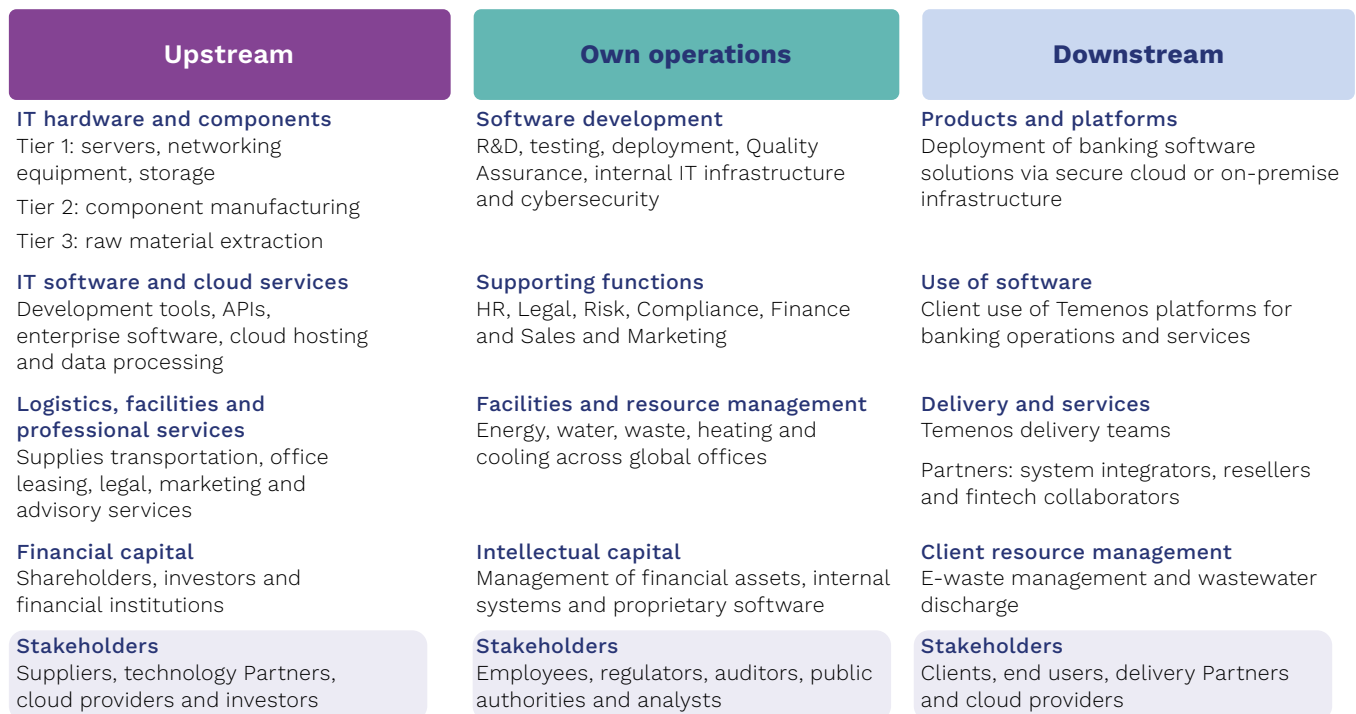 Upstream
IT hardware and components
Tier 1: servers, networking
equipment, storage
Tier 2: component manufacturing
Tier 3: raw material extraction
IT software and cloud services
Development tools, APIs,
enterprise software, cloud hosting
and data processing
Logistics, facilities and
professional services
Supplies transportation, office
leasing, legal, marketing and
advisory services
Financial capital
Shareholders, investors and
financial institutions
Stakeholders
Suppliers, technology Partners,
cloud providers and investors
Own operations
Software development
R&D, testing, deployment, Quality
Assurance, internal IT infrastructure
and cybersecurity
Supporting functions
HR, Legal, Risk, Compliance, Finance
and Sales and Marketing
Facilities and resource management
Energy, water, waste, heating and
cooling across global offices
Intellectual capital
Management of financial assets, internal
systems and proprietary software
Stakeholders
Employees, regulators, auditors, public
authorities and analysts
Downstream
Products and platforms
Deployment of banking software
solutions via secure cloud or on-premise
infrastructure
Use of software
Client use of Temenos platforms for
banking operations and services
Delivery and services
Temenos delivery teams
Partners: system integrators, resellers
and fintech collaborators
Client resource management
E-waste management and wastewater
discharge
Stakeholders
Clients, end users, delivery Partners
and cloud providers